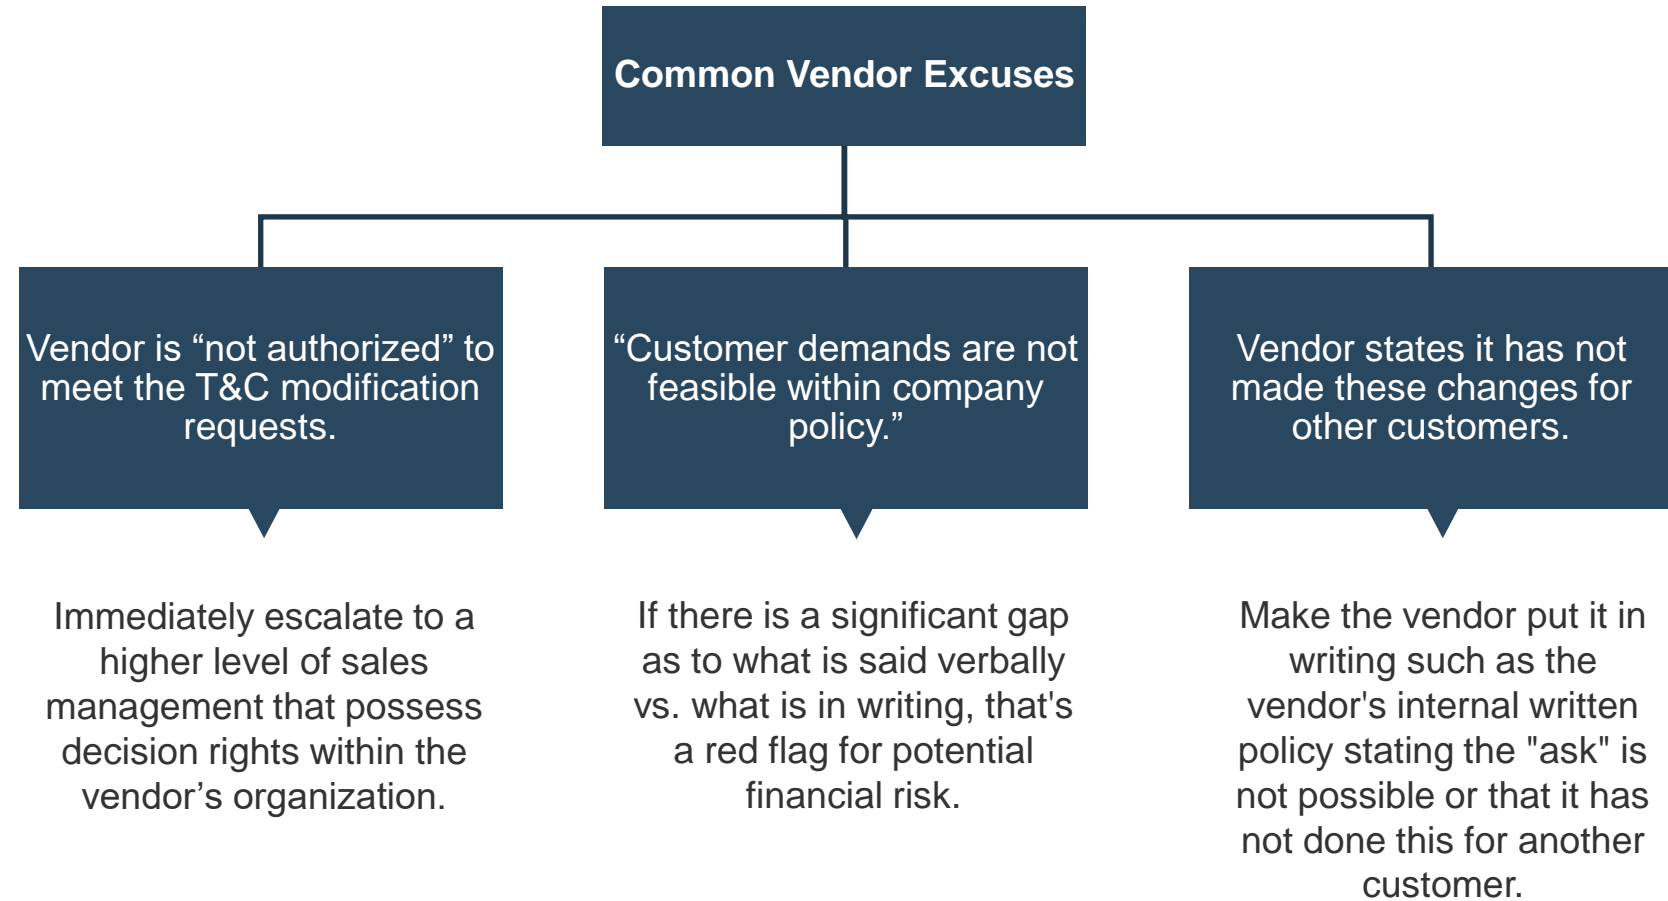 Common Vendor Excuses
Vendor is “not authorized” to
meet the T&C modification
requests.
“Customer demands are not
feasible within company
policy.”
Vendor states it has not
made these changes for
other customers.
Immediately escalate to a
higher level of sales
management that possess
decision rights within the
vendor’s organization.
If there is a significant gap
as to what is said verbally
vs. what is in writing, that's
a red flag for potential
financial risk.
Make the vendor put it in
writing such as the
vendor's internal written
policy stating the "ask" is
not possible or that it has
not done this for another
customer.